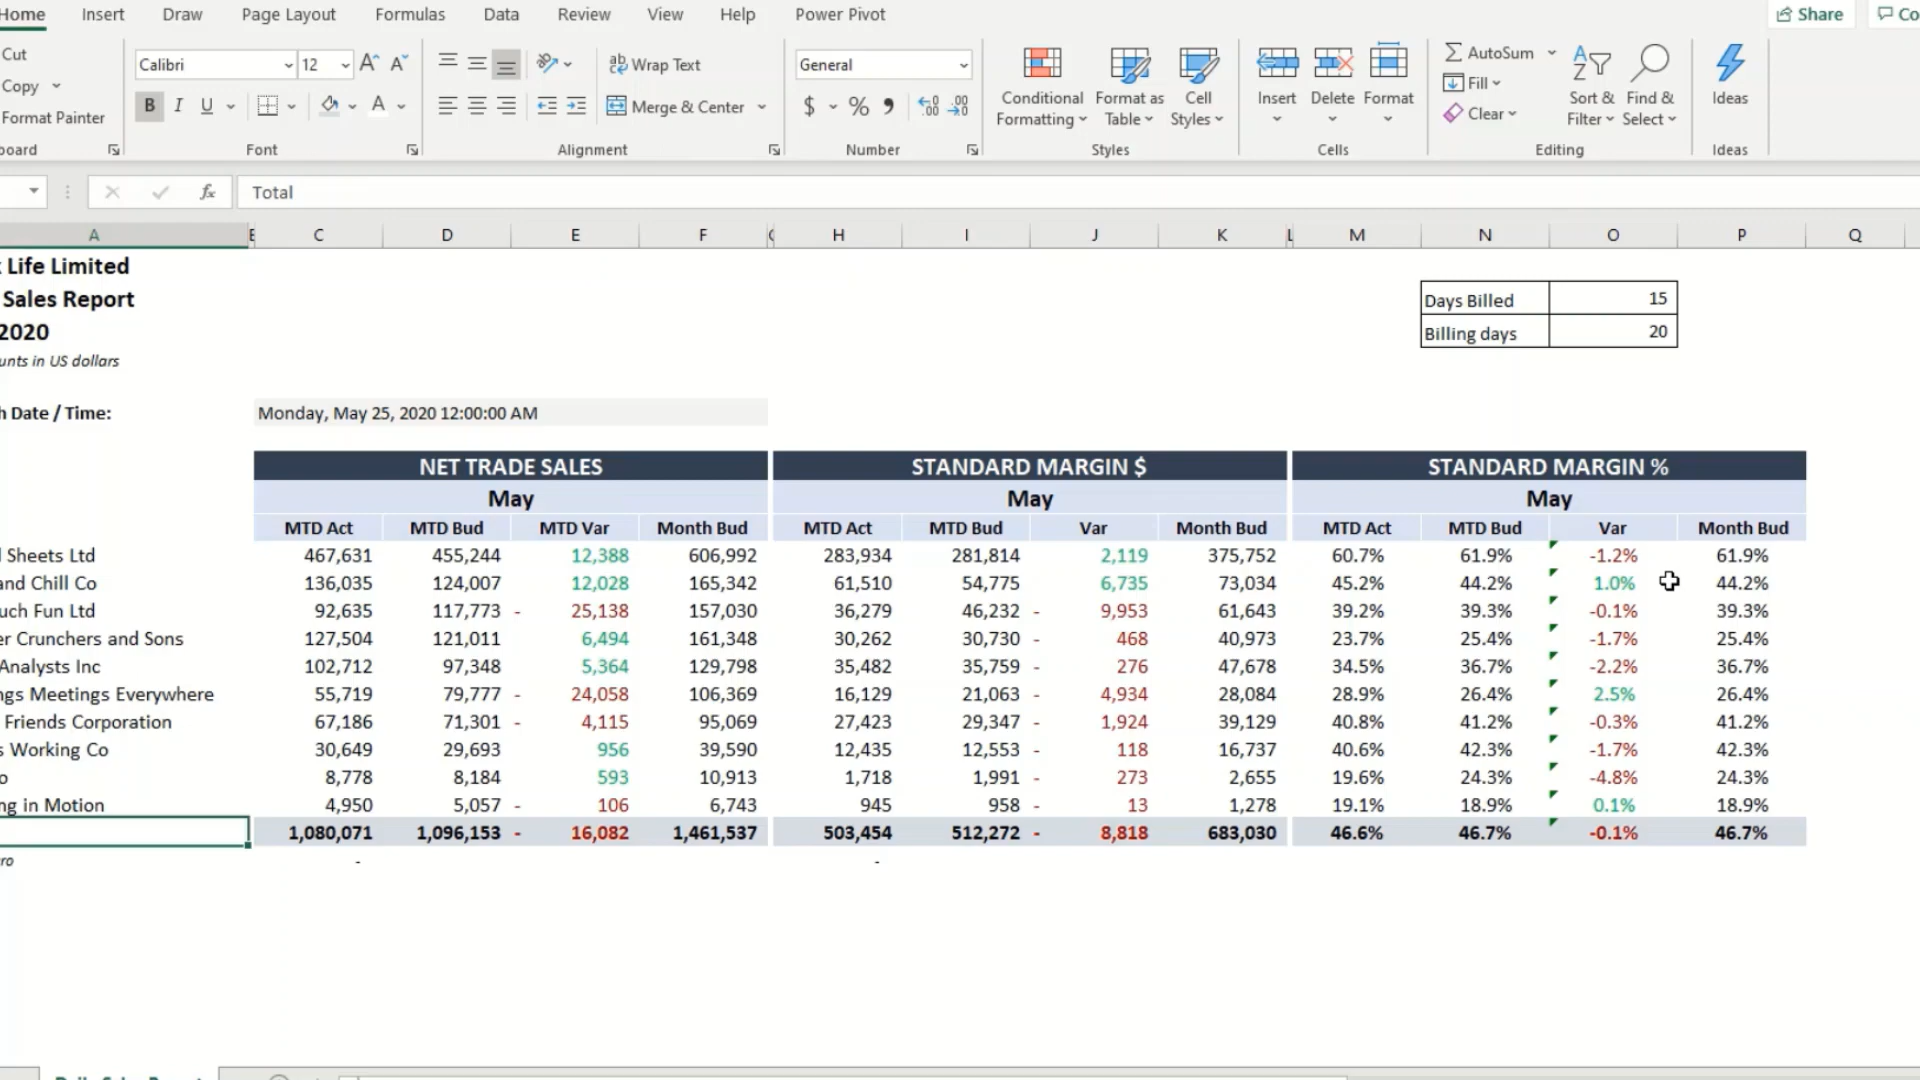 Home Insert Draw Page Layout Formulas Data Review View Help Power Pivot Share Co
Cut
Copy
Format Painter
Calibri 12
B I U A
Wrap Text
Merge & Center
General
$ %
Conditional Formatting
Format as Table
Cell Styles
Insert Delete Format
AutoSum
Fill
Clear
Sort & Filter
Find & Select
Ideas
board Font Alignment Number Styles Cells Editing Ideas
fx Total
A C D E F H I J K L M N O P Q
Life Limited
Sales Report
2020
unts in US dollars
Days Billed 15
Billing days 20
h Date / Time: Monday, May 25, 2020 12:00:00 AM
NET TRADE SALES STANDARD MARGIN $ STANDARD MARGIN %
May May May
MTD Act MTD Bud MTD Var Month Bud MTD Act MTD Bud Var Month Bud MTD Act MTD Bud Var Month Bud
l Sheets Ltd 467,631 455,244 12,388 606,992 283,934 281,814 2,119 375,752 60.7% 61.9% -1.2% 61.9%
and Chill Co 136,035 124,007 12,028 165,342 61,510 54,775 6,735 73,034 45.2% 44.2% 1.0% 44.2%
uch Fun Ltd 92,635 117,773 - 25,138 157,030 36,279 46,232 - 9,953 61,643 39.2% 39.3% -0.1% 39.3%
er Crunchers and Sons 127,504 121,011 6,494 161,348 30,262 30,730 - 468 40,973 23.7% 25.4% -1.7% 25.4%
Analysts Inc 102,712 97,348 5,364 129,798 35,482 35,759 - 276 47,678 34.5% 36.7% -2.2% 36.7%
ngs Meetings Everywhere 55,719 79,777 - 24,058 106,369 16,129 21,063 - 4,934 28,084 28.9% 26.4% 2.5% 26.4%
Friends Corporation 67,186 71,301 - 4,115 95,069 27,423 29,347 - 1,924 39,129 40.8% 41.2% -0.3% 41.2%
s Working Co 30,649 29,693 956 39,590 12,435 12,553 - 118 16,737 40.6% 42.3% -1.7% 42.3%
o 8,778 8,184 593 10,913 1,718 1,991 - 273 2,655 19.6% 24.3% -4.8% 24.3%
ng in Motion 4,950 5,057 - 106 6,743 945 958 - 13 1,278 19.1% 18.9% 0.1% 18.9%
1,080,071 1,096,153 - 16,082 1,461,537 503,454 512,272 - 8,818 683,030 46.6% 46.7% -0.1% 46.7%
ero - -